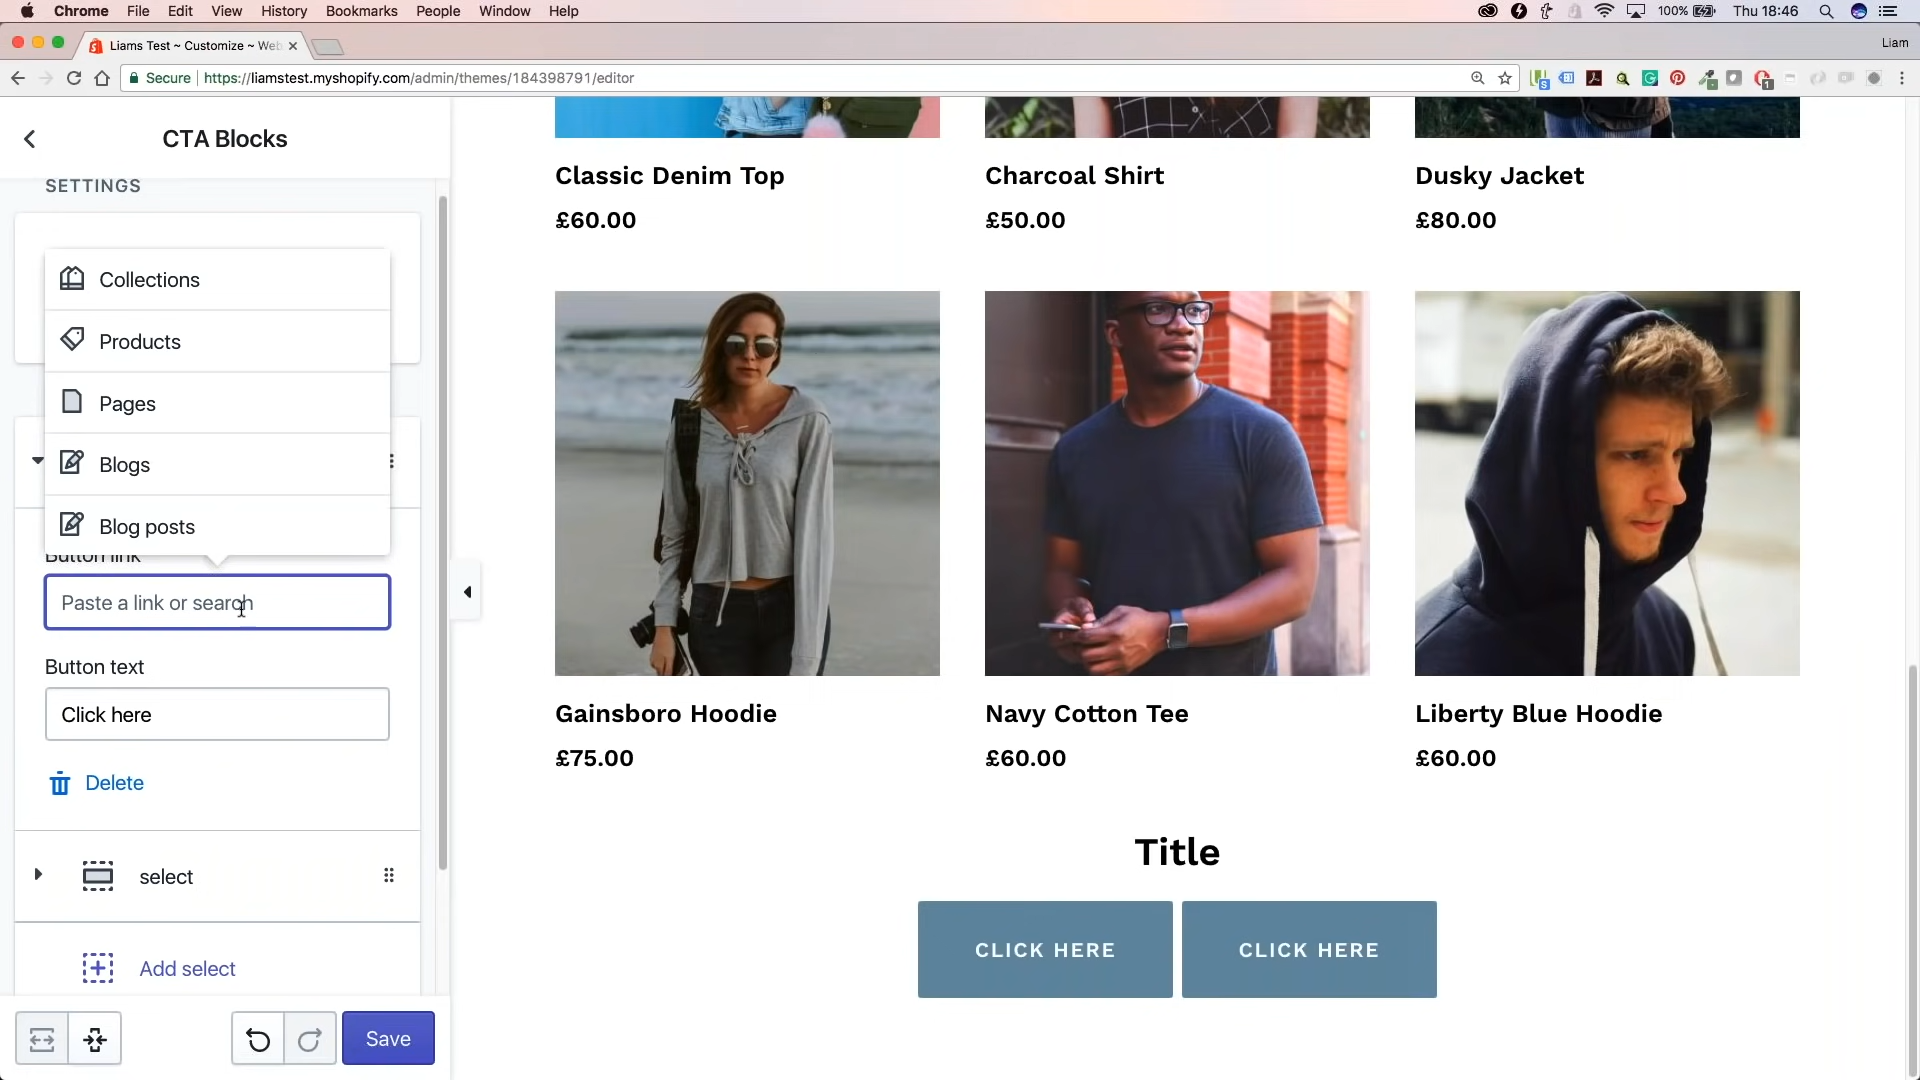 Chrome File Edit View History Bookmarks People Window Help
100% Thu 18:46
Liams Test ~ Customize ~ Web
Liam
Secure https://liamstest.myshopify.com/admin/themes/184398791/editor
CTA Blocks
SETTINGS
Collections
Products
Pages
Blogs
Blog posts
Button link
Paste a link or search
Button text
Click here
Delete
select
Add select
Save
Classic Denim Top
£60.00
Charcoal Shirt
£50.00
Dusky Jacket
£80.00
Gainsboro Hoodie
£75.00
Navy Cotton Tee
£60.00
Liberty Blue Hoodie
£60.00
Title
CLICK HERE
CLICK HERE